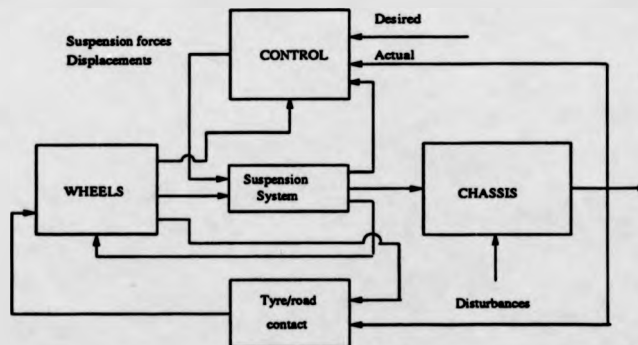 Desired
Suspension forces
Displacements
CONTROL
Actual
WHEELS
Suspension
System
CHASSIS
Tyre/road
contact
Disturbances